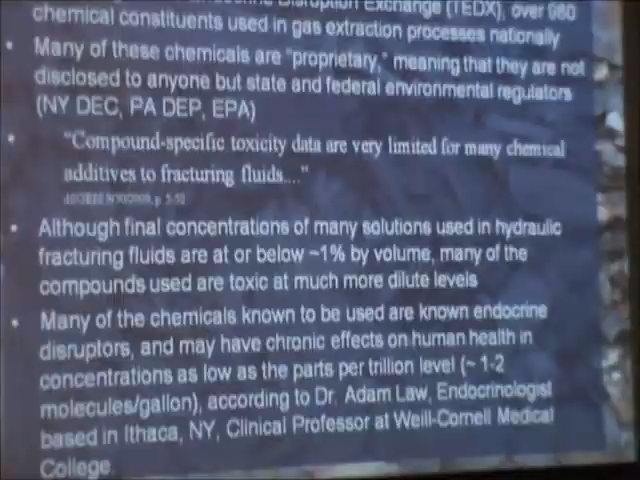 Disruption Exchange (TEDX), over 980
chemical constituents used in gas extraction processes nationally
• Many of these chemicals are "proprietary," meaning that they are not
disclosed to anyone but state and federal environmental regulators
(NY DEC, PA DEP, EPA)
• "Compound-specific toxicity data are very limited for many chemical
additives to fracturing fluids...."
• Although final concentrations of many solutions used in hydraulic
fracturing fluids are at or below ~1% by volume, many of the
compounds used are toxic at much more dilute levels
• Many of the chemicals known to be used are known endocrine
disruptors, and may have chronic effects on human health in
concentrations as low as the parts per trillion level (~ 1-2
molecules/gallon), according to Dr. Adam Law, Endocrinologist
based in Ithaca, NY, Clinical Professor at Weill-Cornell Medical
College.